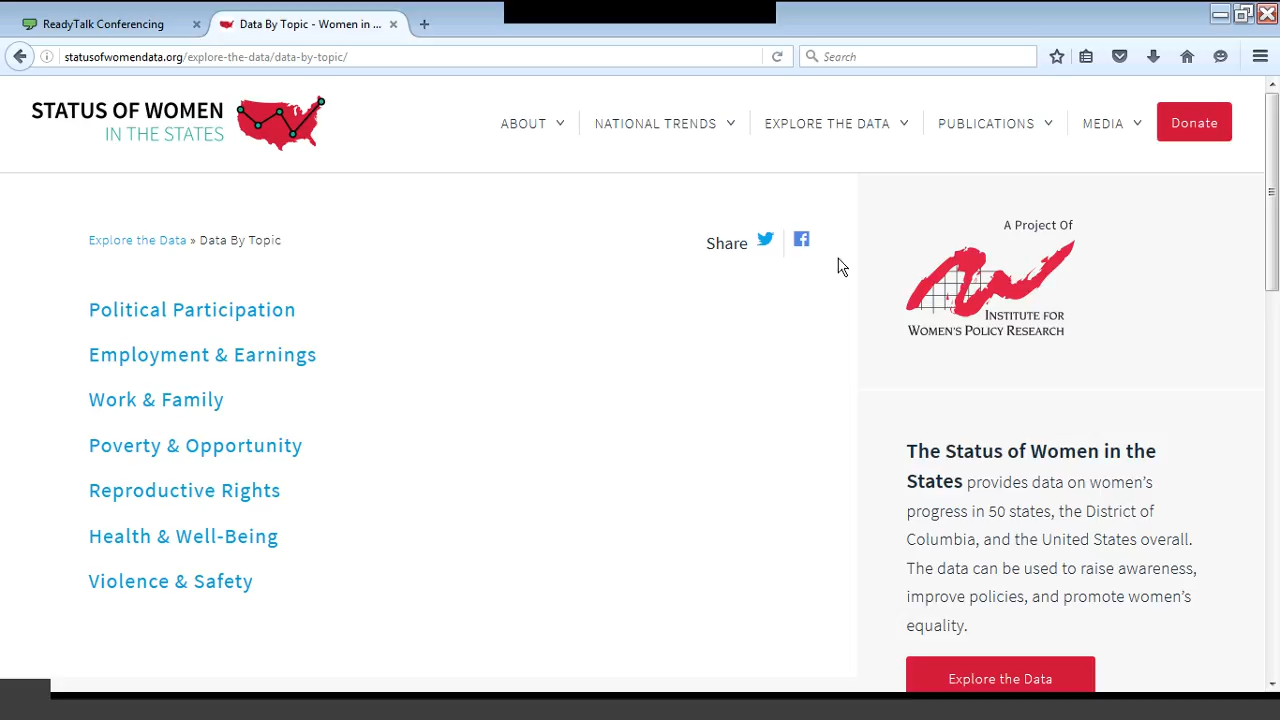 ReadyTalk Conferencing
Data By Topic - Women in ...
statusofwomendata.org/explore-the-data/data-by-topic/
Search
STATUS OF WOMEN
IN THE STATES
ABOUT
NATIONAL TRENDS
EXPLORE THE DATA
PUBLICATIONS
MEDIA
Donate
Explore the Data » Data By Topic
Share
Political Participation
Employment & Earnings
Work & Family
Poverty & Opportunity
Reproductive Rights
Health & Well-Being
Violence & Safety
A Project Of
INSTITUTE FOR
WOMEN'S POLICY RESEARCH
The Status of Women in the
States provides data on women's
progress in 50 states, the District of
Columbia, and the United States overall.
The data can be used to raise awareness,
improve policies, and promote women's
equality.
Explore the Data